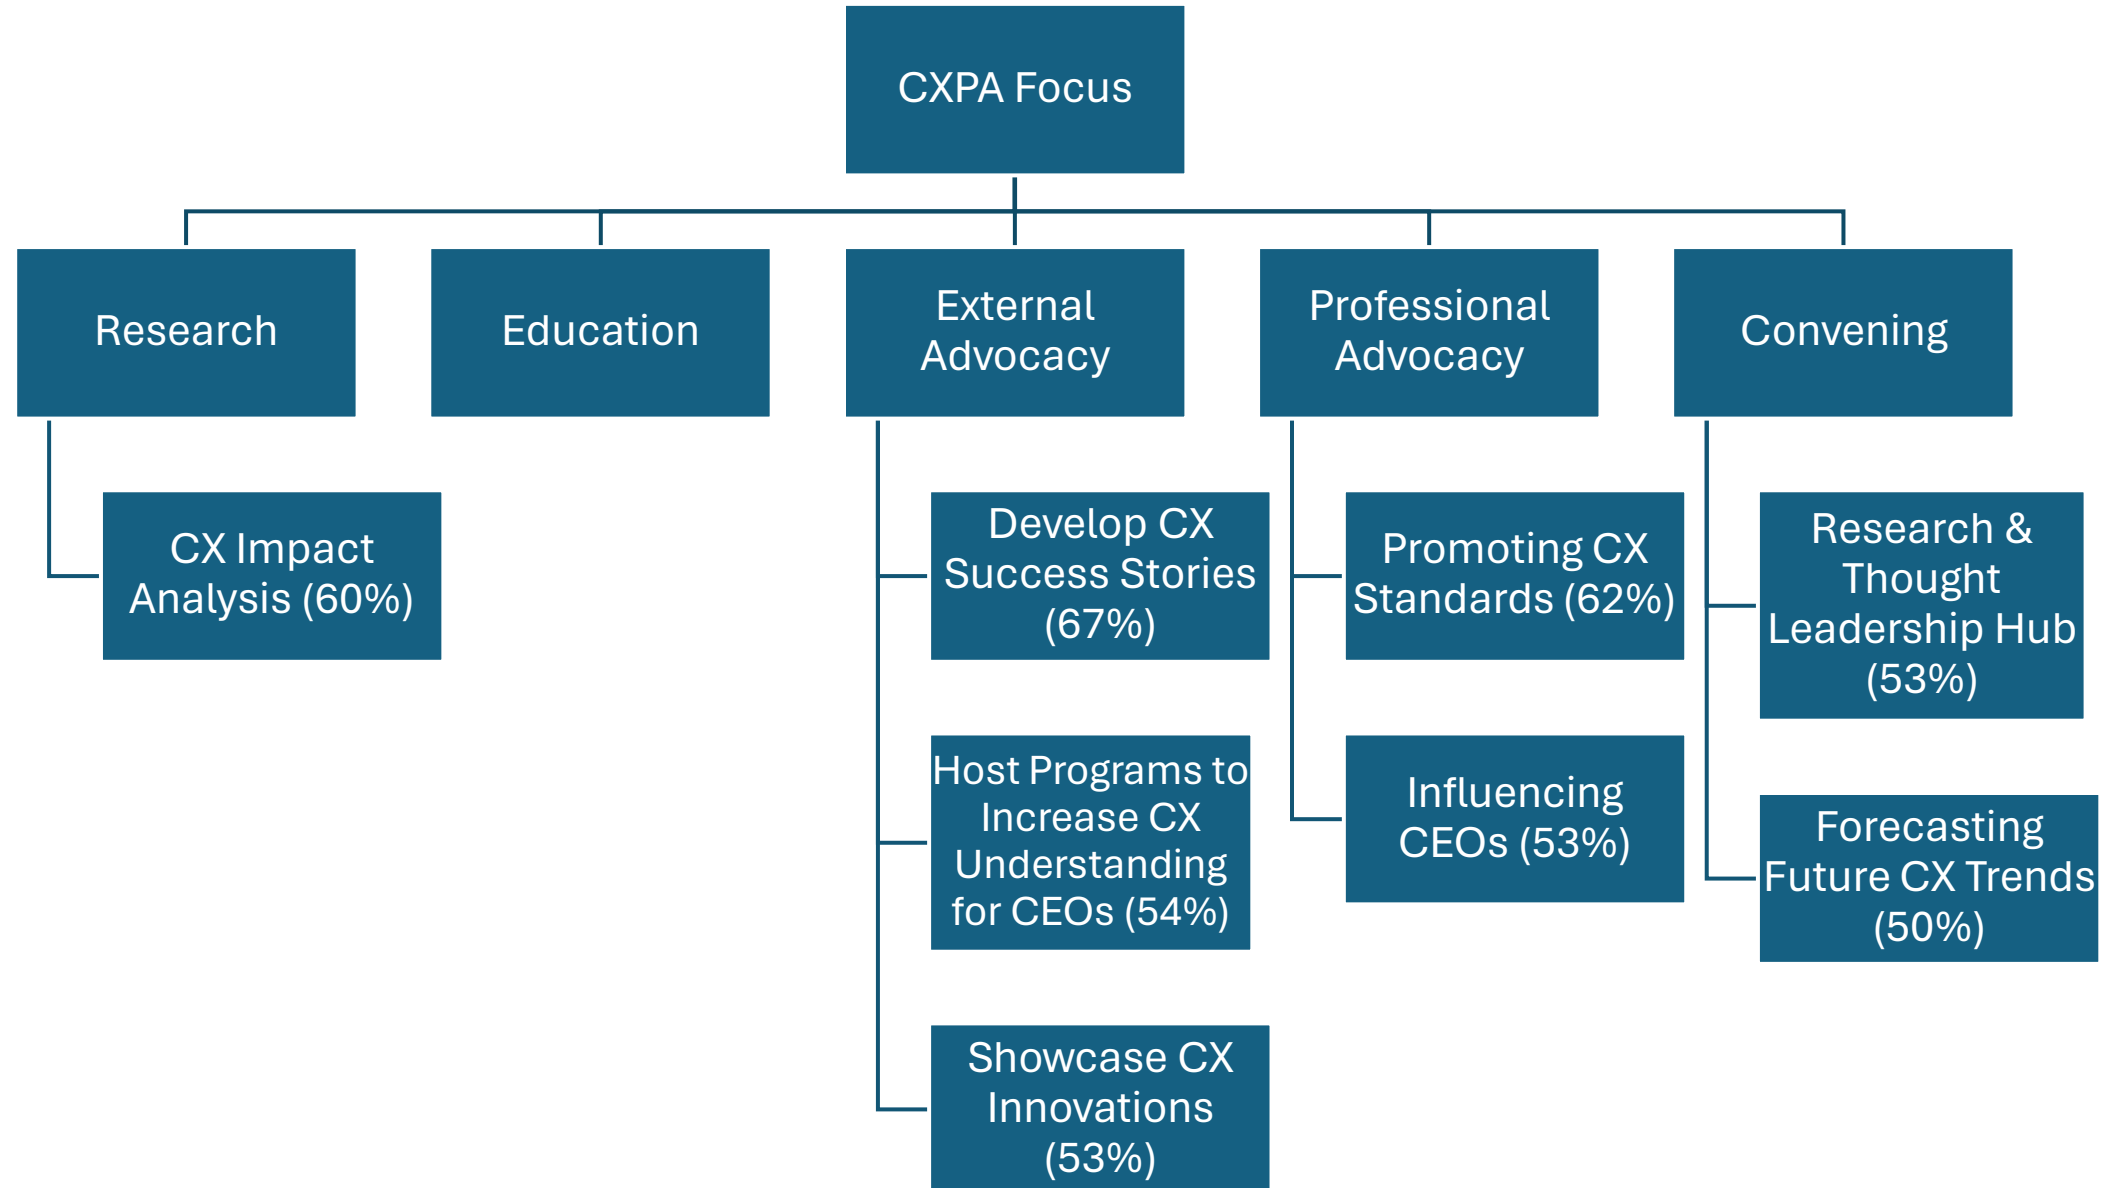 CXPA Focus
Research
Education
External
Advocacy
Professional
Advocacy
Convening
CX Impact
Analysis (60%)
Develop CX
Success Stories
(67%)
Host Programs to
Increase CX
Understanding
for CEOs (54%)
Showcase CX
Innovations
(53%)
Promoting CX
Standards (62%)
Influencing
CEOs (53%)
Research &
Thought
Leadership Hub
(53%)
Forecasting
Future CX Trends
(50%)